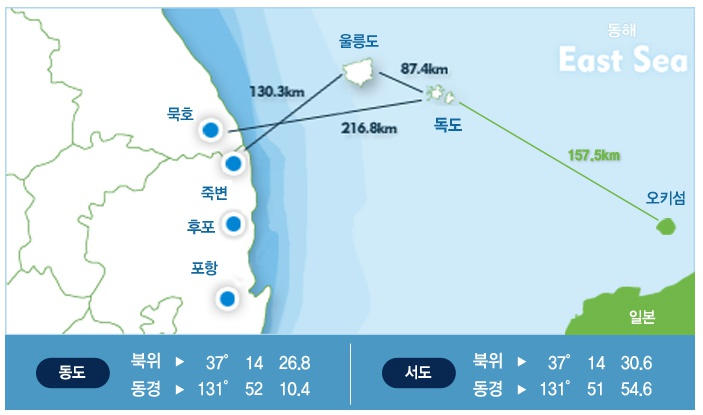 동해
East Sea
울릉도
87.4km
130.3km
묵호
216.8km
독도
157.5km
죽변
오키섬
후포
포항
일본
동도
북위 ▶ 37° 14 26.8
동경 ▶ 131° 52 10.4
서도
북위 ▶ 37° 14 30.6
동경 ▶ 131° 51 54.6